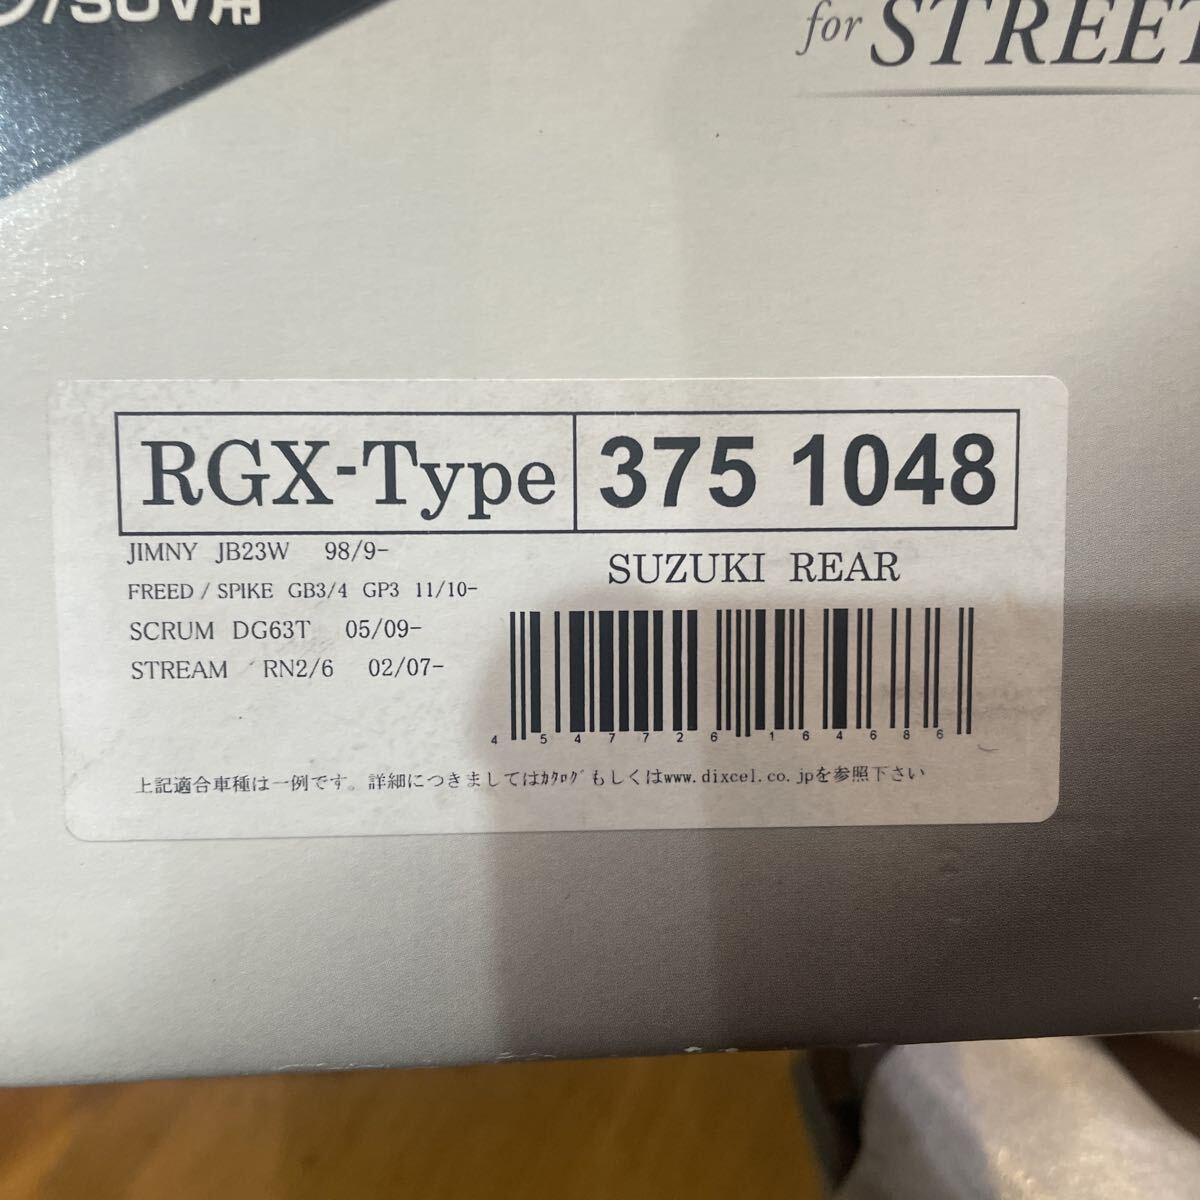 /SUV用
for STREET
RGX-Type 375 1048
JIMNY JB23W 98/9-
FREED / SPIKE GB3/4 GP3 11/10-
SCRUM DG63T 05/09-
STREAM RN2/6 02/07-
SUZUKI REAR
4 547726 164686
上記適合車種は一例です。詳細につきましてはｶﾀﾛｸﾞもしくはwww.dixcel.co.jpを参照下さい